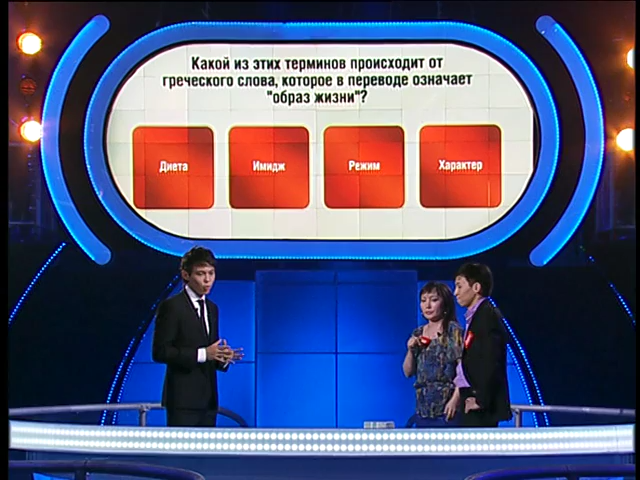 Какой из этих терминов происходит от
греческого слова, которое в переводе означает
"образ жизни"?
Диета
Имидж
Режим
Характер